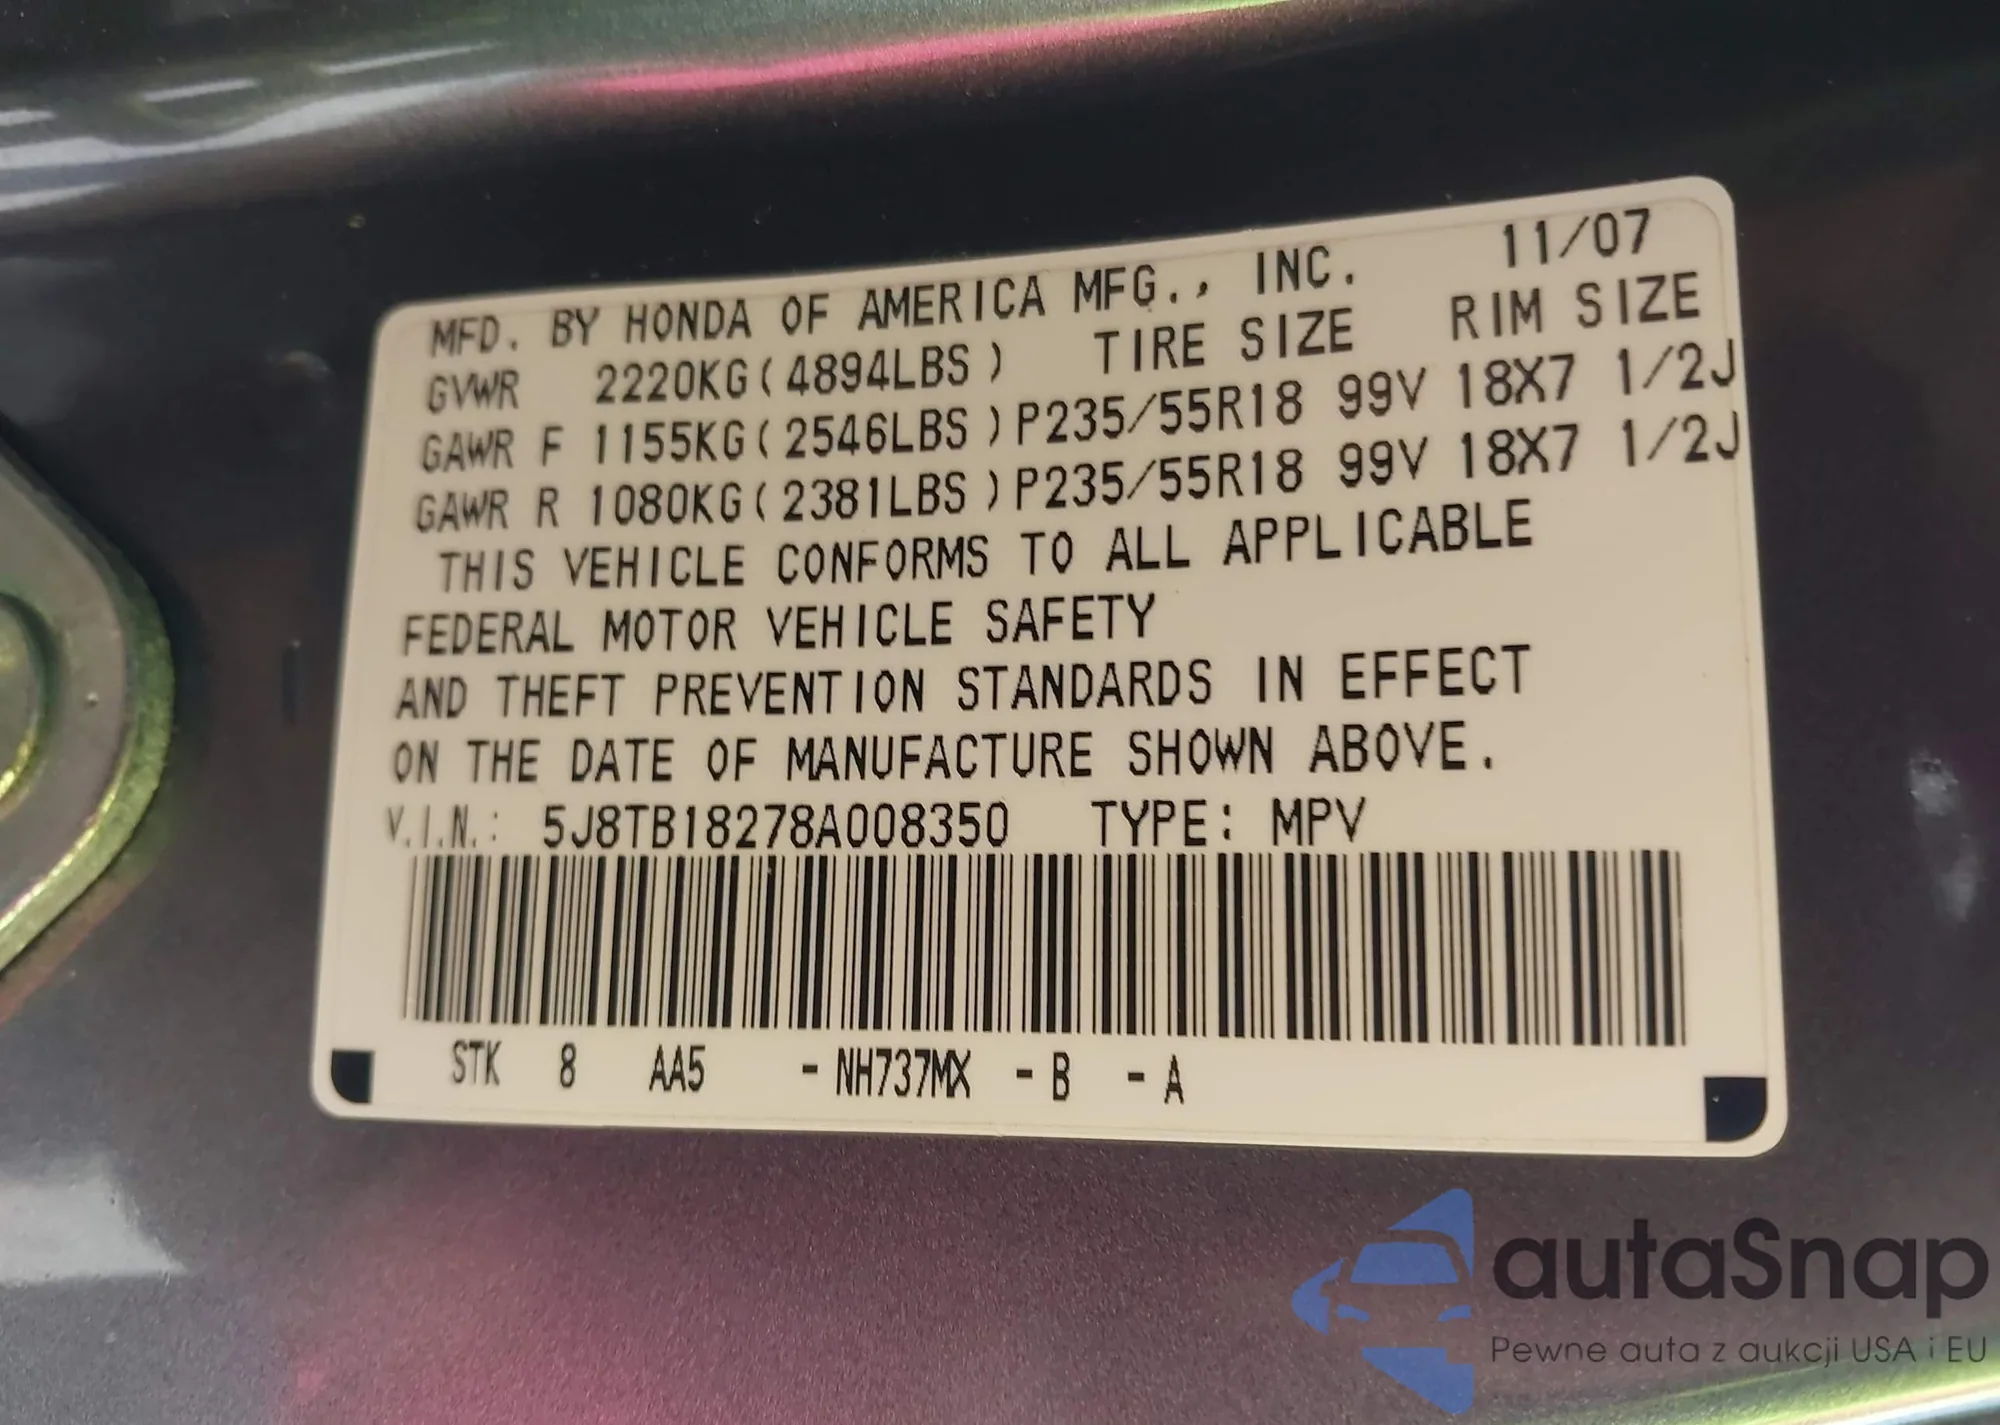 MFD. BY HONDA OF AMERICA MFG., INC. 11/07
GVWR 2220KG(4894LBS) TIRE SIZE RIM SIZE
GAWR F 1155KG(2546LBS)P235/55R18 99V 18X7 1/2J
GAWR R 1080KG(2381LBS)P235/55R18 99V 18X7 1/2J
THIS VEHICLE CONFORMS TO ALL APPLICABLE
FEDERAL MOTOR VEHICLE SAFETY
AND THEFT PREVENTION STANDARDS IN EFFECT
ON THE DATE OF MANUFACTURE SHOWN ABOVE.
V.I.N.: 5J8TB18278A008350 TYPE: MPV
STK 8 AA5 -NH737MX -B -A
autaSnap
Pewne auta z aukcji USA i EU